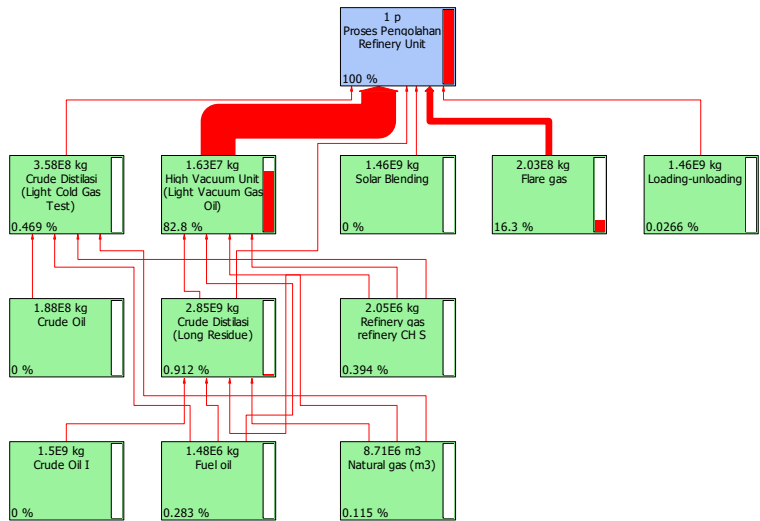 1 p
Proses Pengolahan
Refinery Unit
100 %
3.58E8 kg
Crude Distilasi
(Light Cold Gas
Test)
0.469 %
1.63E7 kg
High Vacuum Unit
(Light Vacuum Gas
Oil)
82.8 %
1.46E9 kg
Solar Blending
0 %
2.03E8 kg
Flare gas
16.3 %
1.46E9 kg
Loading-unloading
0.0266 %
1.88E8 kg
Crude Oil
0 %
2.85E9 kg
Crude Distilasi
(Long Residue)
0.912 %
2.05E6 kg
Refinery gas
refinery CH S
0.394 %
1.5E9 kg
Crude Oil I
0 %
1.48E6 kg
Fuel oil
0.283 %
8.71E6 m3
Natural gas (m3)
0.115 %